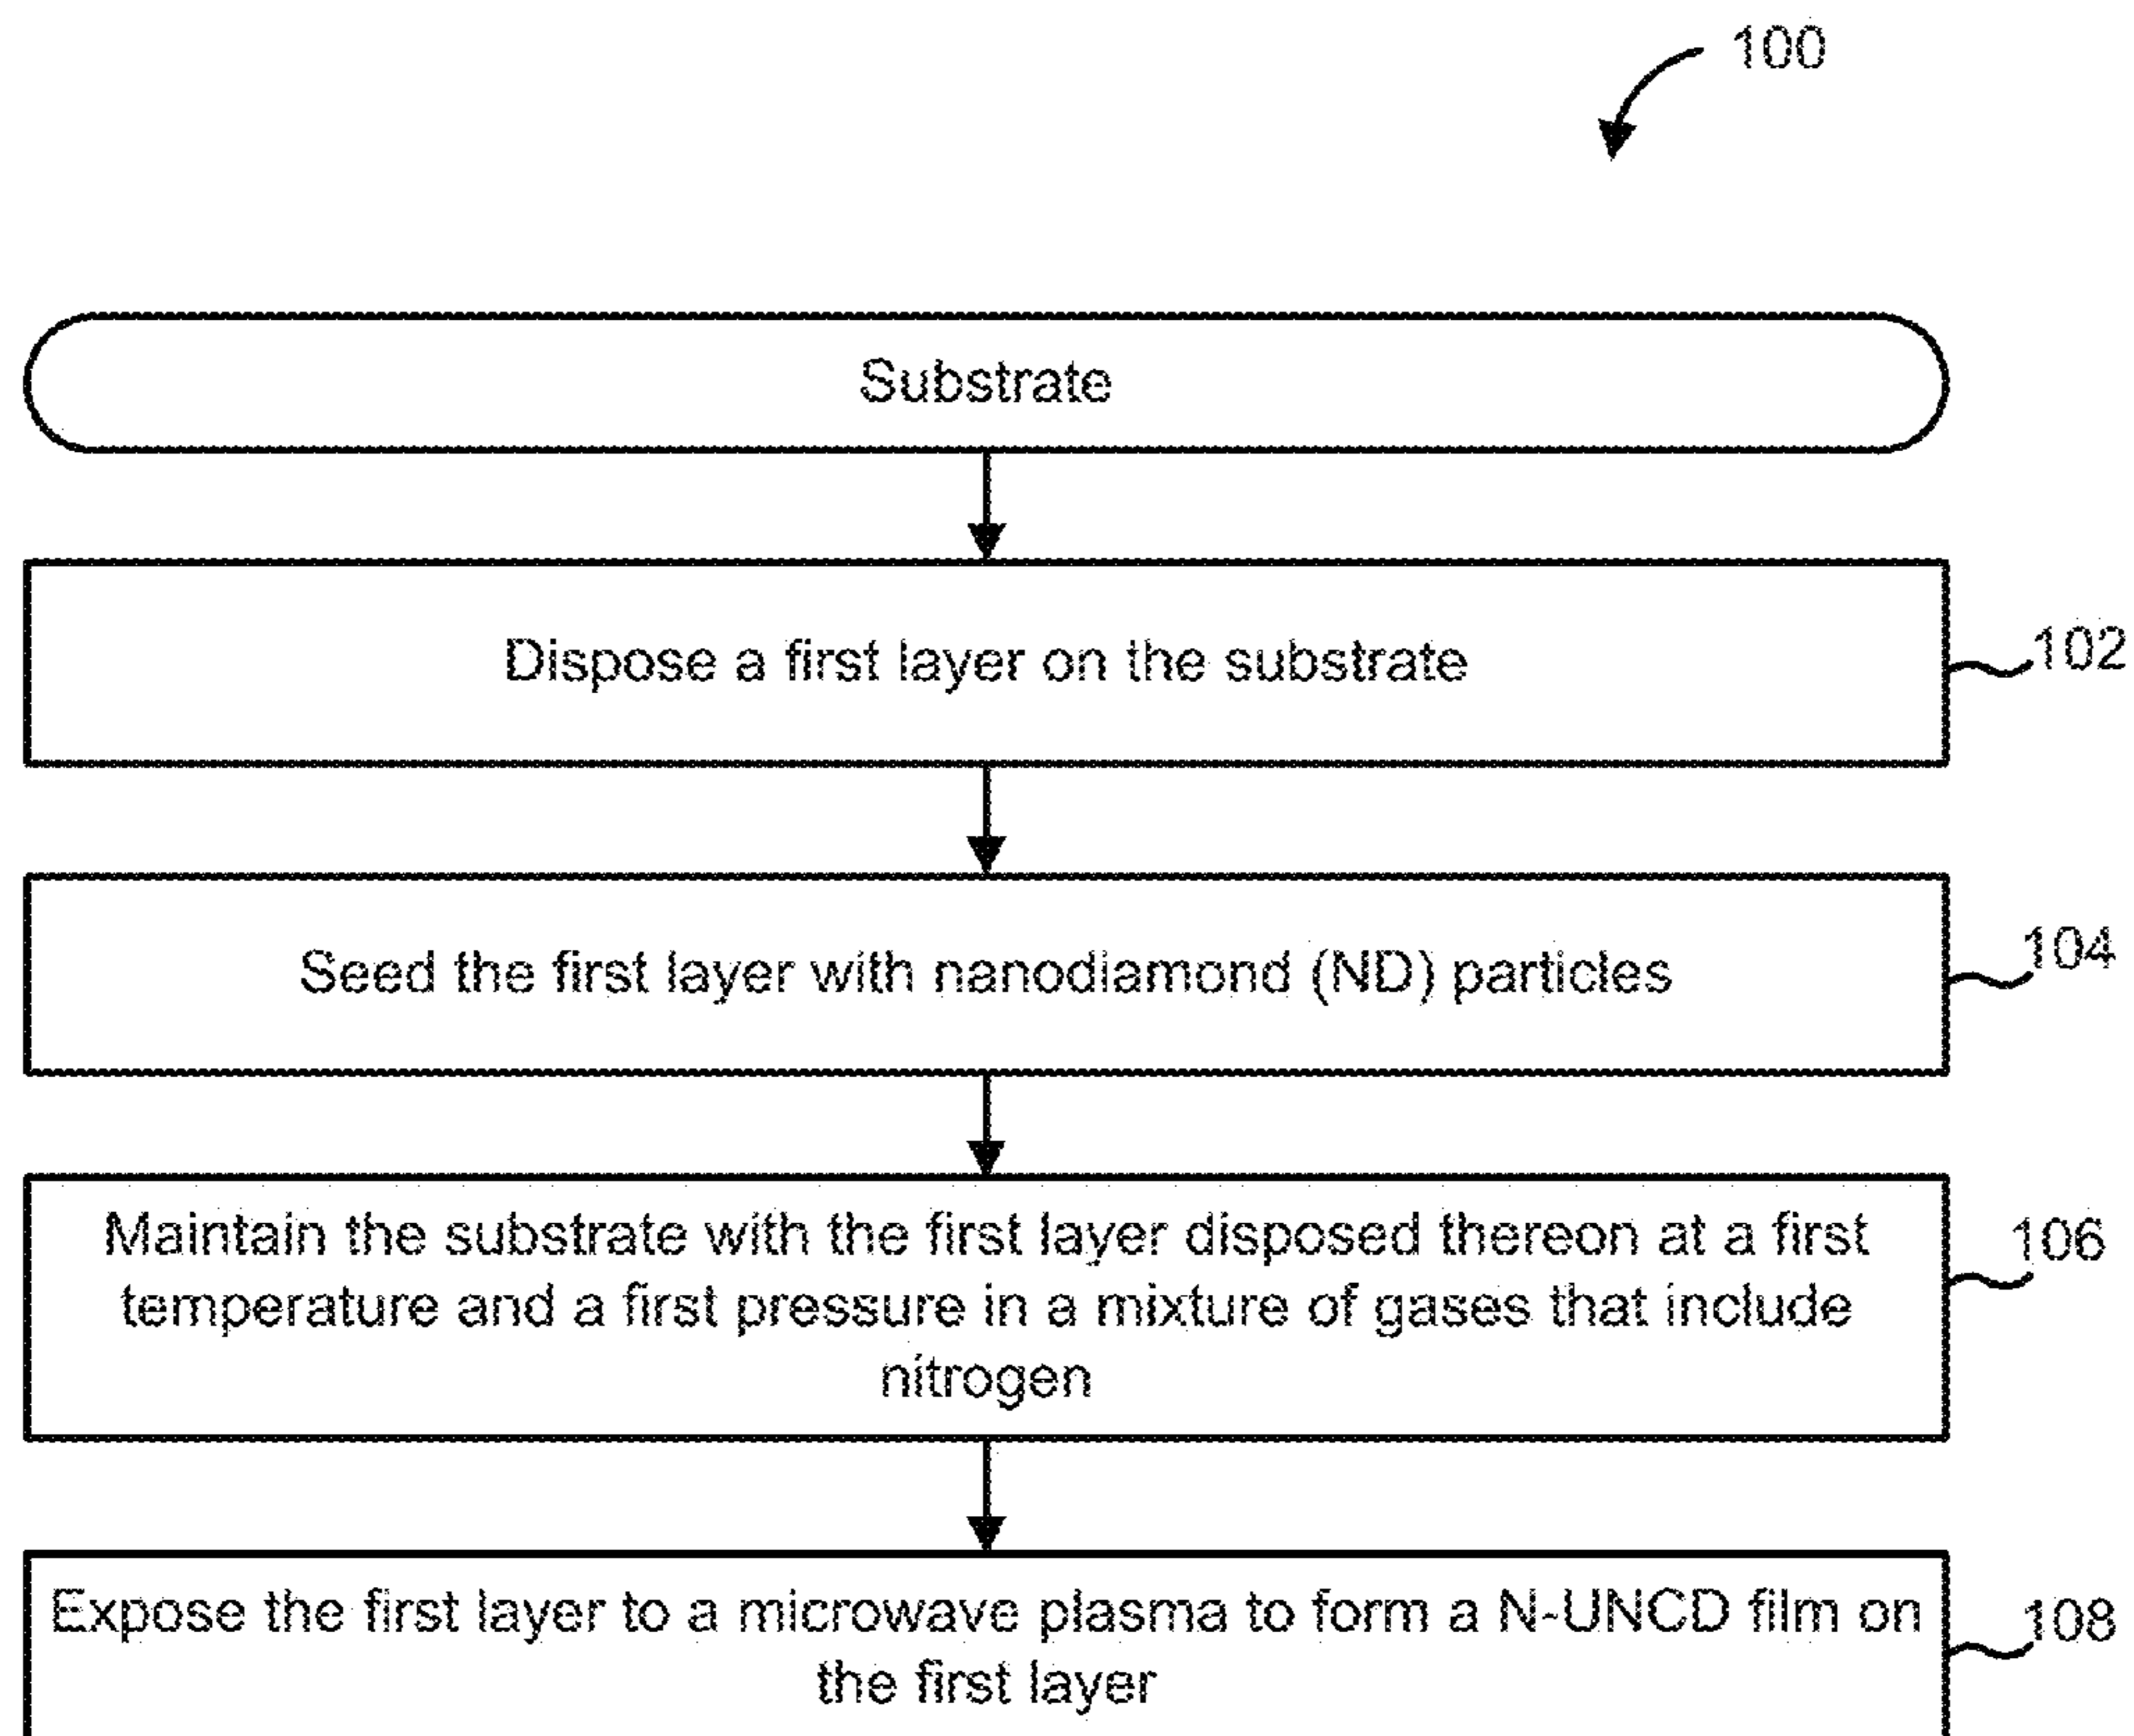 100
Substrate
Dispose a first layer on the substrate
102
Seed the first layer with nanodiamond (ND) particles
104
Maintain the substrate with the first layer disposed thereon at a first
temperature and a first pressure in a mixture of gases that include
nitrogen
106
Expose the first layer to a microwave plasma to form a N-UNCD film on
the first layer
108